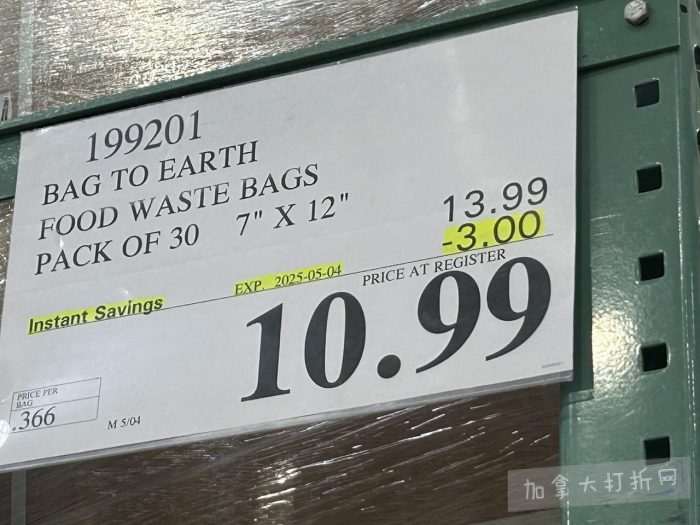 199201
BAG TO EARTH
FOOD WASTE BAGS
PACK OF 30 7" X 12"
13.99
-3.00
Instant Savings EXP. 2025-05-04 PRICE AT REGISTER
10.99
PRICE PER
BAG
.366
M 5/04
加拿大打折网